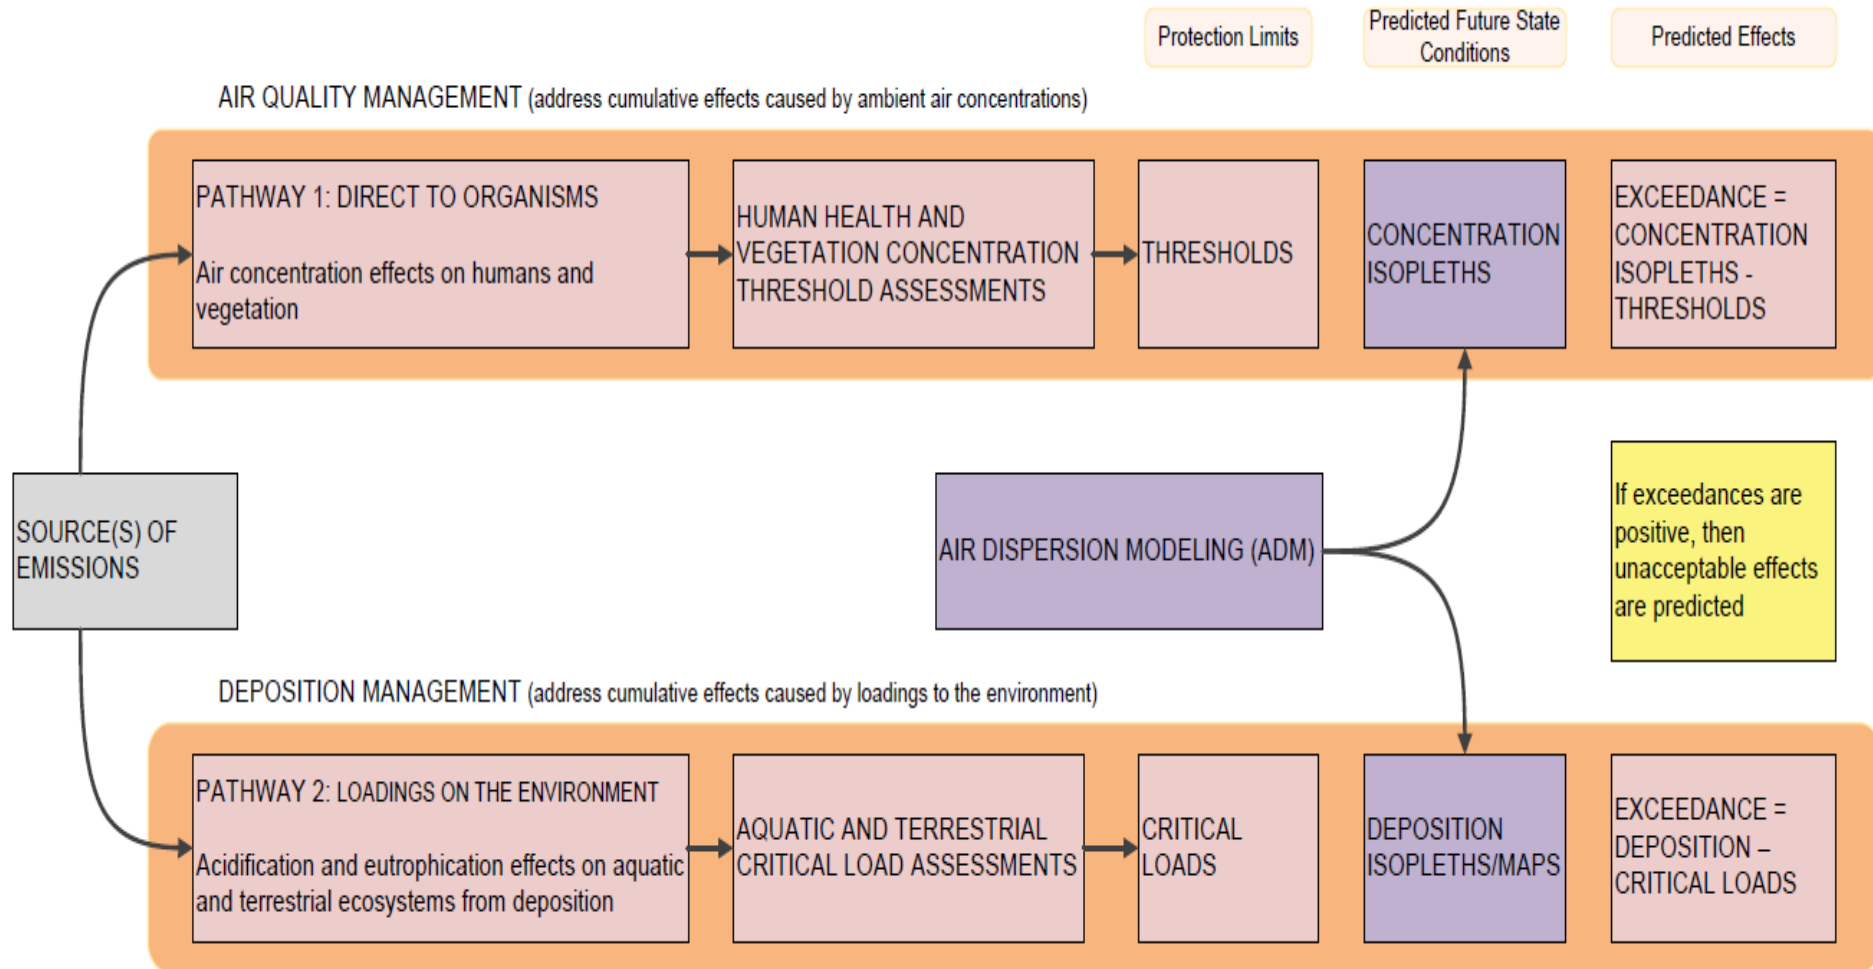 Protection Limits
Predicted Future State
Conditions
Predicted Effects
AIR QUALITY MANAGEMENT (address cumulative effects caused by ambient air concentrations)
PATHWAY 1: DIRECT TO ORGANISMS
Air concentration effects on humans and
vegetation
HUMAN HEALTH AND
VEGETATION CONCENTRATION
THRESHOLD ASSESSMENTS
THRESHOLDS
CONCENTRATION
ISOPLETHS
EXCEEDANCE =
CONCENTRATION
ISOPLETHS -
THRESHOLDS
SOURCE(S) OF
EMISSIONS
AIR DISPERSION MODELING (ADM)
If exceedances are
positive, then
unacceptable effects
are predicted
DEPOSITION MANAGEMENT (address cumulative effects caused by loadings to the environment)
PATHWAY 2: LOADINGS ON THE ENVIRONMENT
Acidification and eutrophication effects on aquatic
and terrestrial ecosystems from deposition
AQUATIC AND TERRESTRIAL
CRITICAL LOAD ASSESSMENTS
CRITICAL
LOADS
DEPOSITION
ISOPLETHS/MAPS
EXCEEDANCE =
DEPOSITION –
CRITICAL LOADS